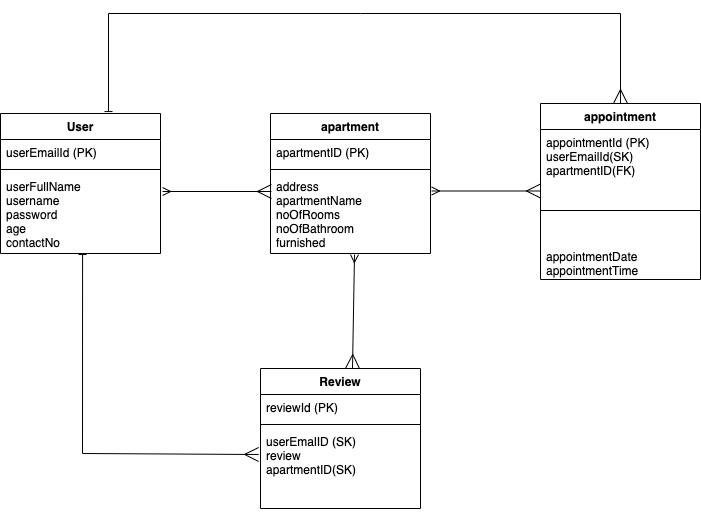 User
userEmailId (PK)
userFullName
username
password
age
contactNo
apartment
apartmentID (PK)
address
apartmentName
noOfRooms
noOfBathroom
furnished
appointment
appointmentId (PK)
userEmailId(SK)
apartmentID(FK)
appointmentDate
appointmentTime
Review
reviewId (PK)
userEmalID (SK)
review
apartmentID(SK)